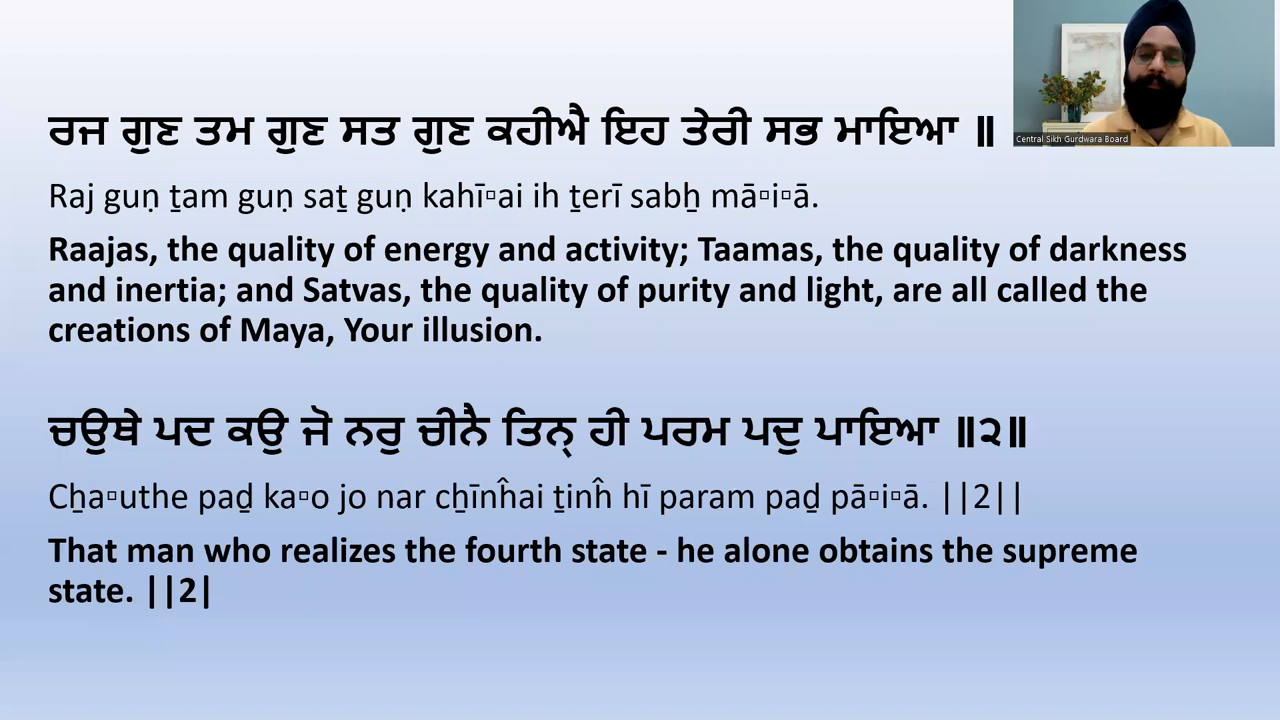 ਰਜ ਗੁਣ ਤਮ ਗੁਣ ਸਤ ਗੁਣ ਕਹੀਐ ਇਹ ਤੇਰੀ ਸਭ ਮਾਇਆ ॥
Central Sikh Gurdwara Board
Raj guṇ ṯam guṇ saṯ guṇ kahī▫ai ih ṯerī sabẖ mā▫i▫ā.
Raajas, the quality of energy and activity; Taamas, the quality of darkness
and inertia; and Satvas, the quality of purity and light, are all called the
creations of Maya, Your illusion.
ਚਉਥੇ ਪਦ ਕਉ ਜੋ ਨਰੁ ਚੀਨੈ ਤਿਨ੍ ਹੀ ਪਰਮ ਪਦੁ ਪਾਇਆ ॥੨॥
Cẖa▫uthe paḏ ka▫o jo nar cẖīnĥai ṯinĥ hī param paḏ pā▫i▫ā. ||2||
That man who realizes the fourth state - he alone obtains the supreme
state. ||2|